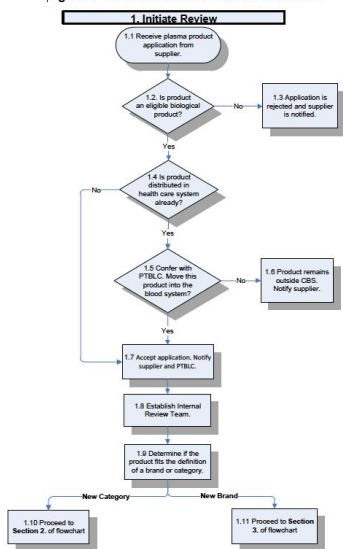 1. Initiate Review
1.1 Receive plasma product
application from
supplier.
1.2. Is product
an eligible biological
product?
No
1.3 Application is
rejected and supplier
is notified.
Yes
1.4 Is product
distributed in
health care system
already?
No
Yes
1.5 Confer with
PTBLC. Move this
product into the
blood system?
No
1.6 Product remains
outside CBS.
Notify supplier.
Yes
1.7 Accept application. Notify
supplier and PTBLC.
1.8 Establish Internal
Review Team.
1.9 Determine if the
product fits the definition
of a brand or category.
New Category
New Brand
1.10 Proceed to
Section 2. of flowchart
1.11 Proceed to Section
3. of flowchart